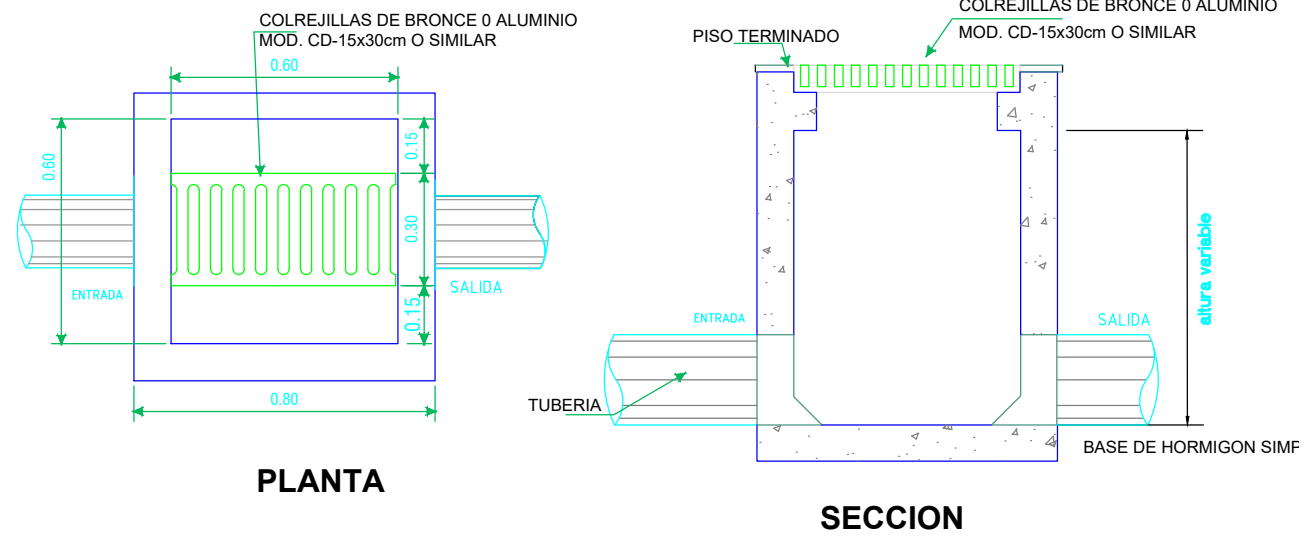 COLREJILLAS DE BRONCE 0 ALUMINIO
MOD. CD-15x30cm O SIMILAR
0.60
0.60
0.15
0.30
0.15
ENTRADA
SALIDA
0.80
PLANTA
COLREJILLAS DE BRONCE 0 ALUMINIO
MOD. CD-15x30cm O SIMILAR
PISO TERMINADO
altura variable
ENTRADA
SALIDA
TUBERIA
BASE DE HORMIGON SIMP
SECCION